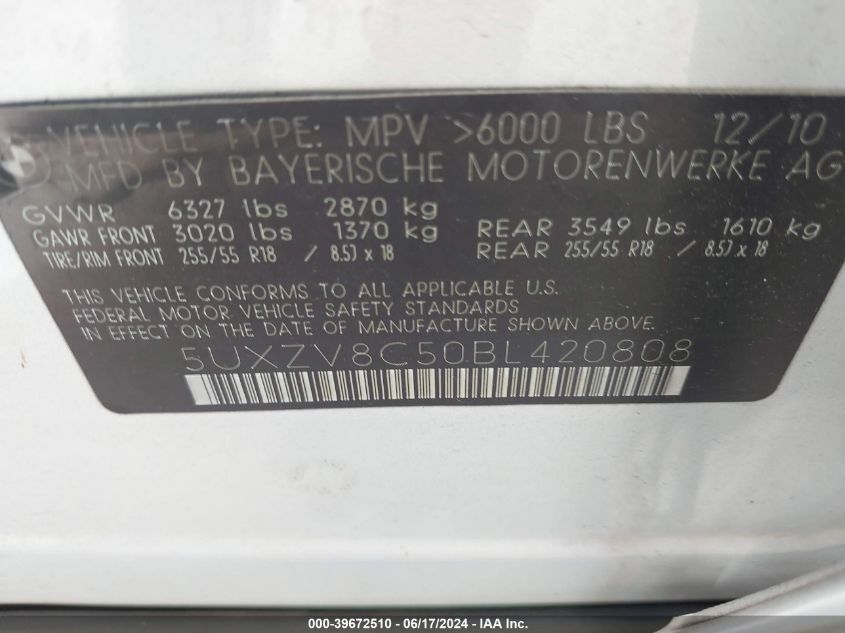 VEHICLE TYPE: MPV >6000 LBS 12/10
MFD BY BAYERISCHE MOTORENWERKE AG
GVWR 6327 lbs 2870 kg
GAWR FRONT 3020 lbs 1370 kg REAR 3549 lbs 1610 kg
TIRE/RIM FRONT 255/55 R18 / 8.5J x 18 REAR 255/55 R18 / 8.5J x 18
THIS VEHICLE CONFORMS TO ALL APPLICABLE U.S.
FEDERAL MOTOR VEHICLE SAFETY STANDARDS
IN EFFECT ON THE DATE OF MANUFACTURE SHOWN ABOVE.
5UXZV8C50BL420808
000-39672510 - 06/17/2024 - IAA Inc.